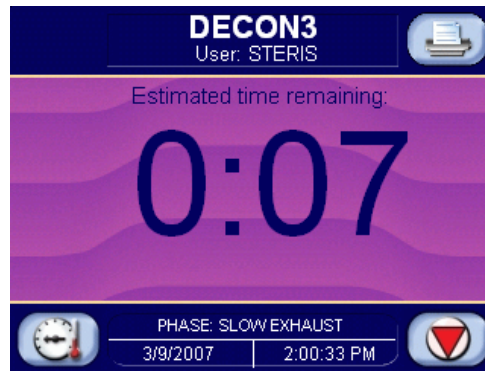 DECON3
User: STERIS
Estimated time remaining:
0:07
PHASE: SLOW EXHAUST
3/9/2007 2:00:33 PM